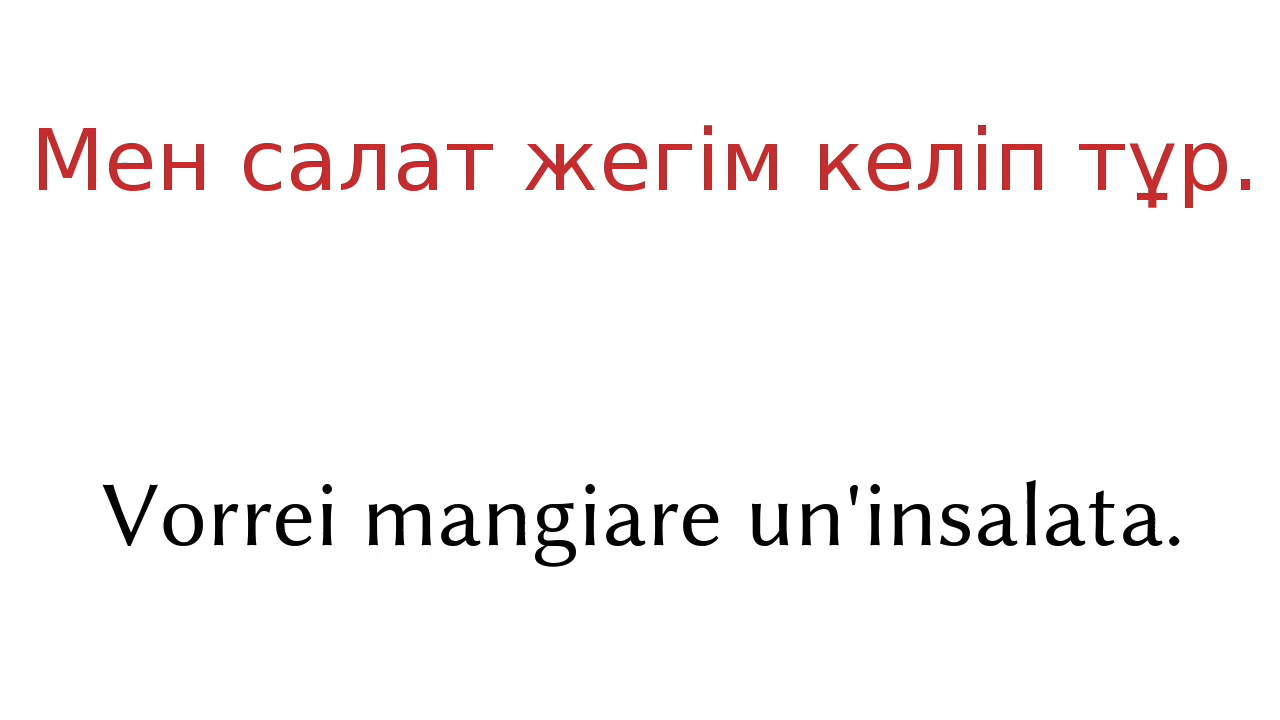 Мен салат жегім келіп тұр.
Vorrei mangiare un'insalata.